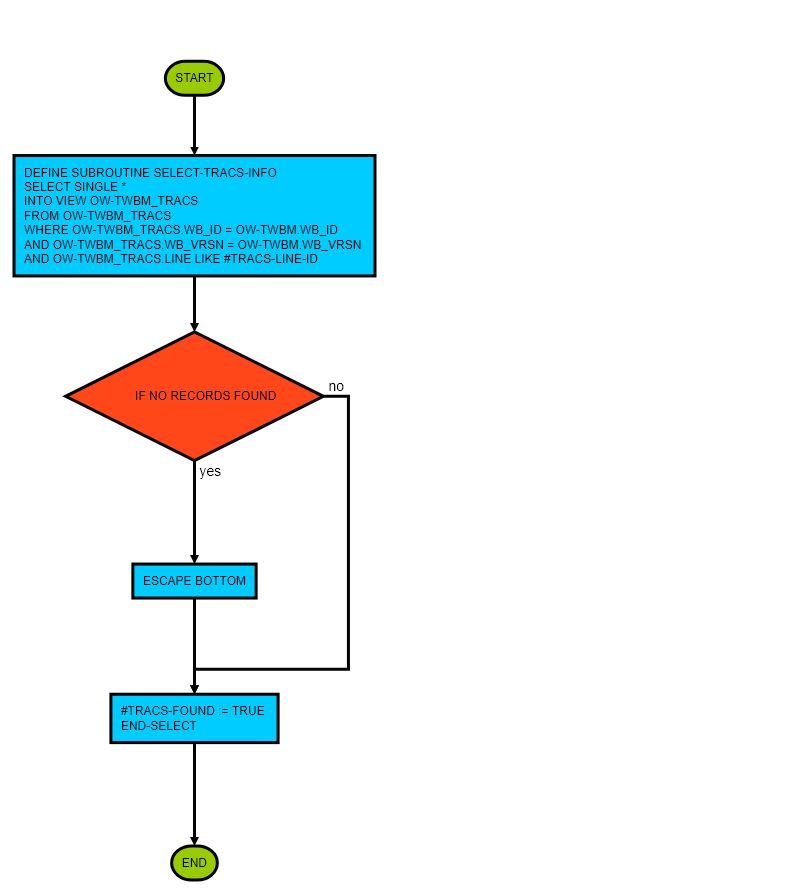 START
DEFINE SUBROUTINE SELECT-TRACS-INFO
SELECT SINGLE *
INTO VIEW OW-TWBM_TRACS
FROM OW-TWBM_TRACS
WHERE OW-TWBM_TRACS.WB_ID = OW-TWBM.WB_ID
AND OW-TWBM_TRACS.WB_VRSN = OW-TWBM.WB_VRSN
AND OW-TWBM_TRACS.LINE LIKE #TRACS-LINE-ID
IF NO RECORDS FOUND
no
yes
ESCAPE BOTTOM
#TRACS-FOUND := TRUE
END-SELECT
END